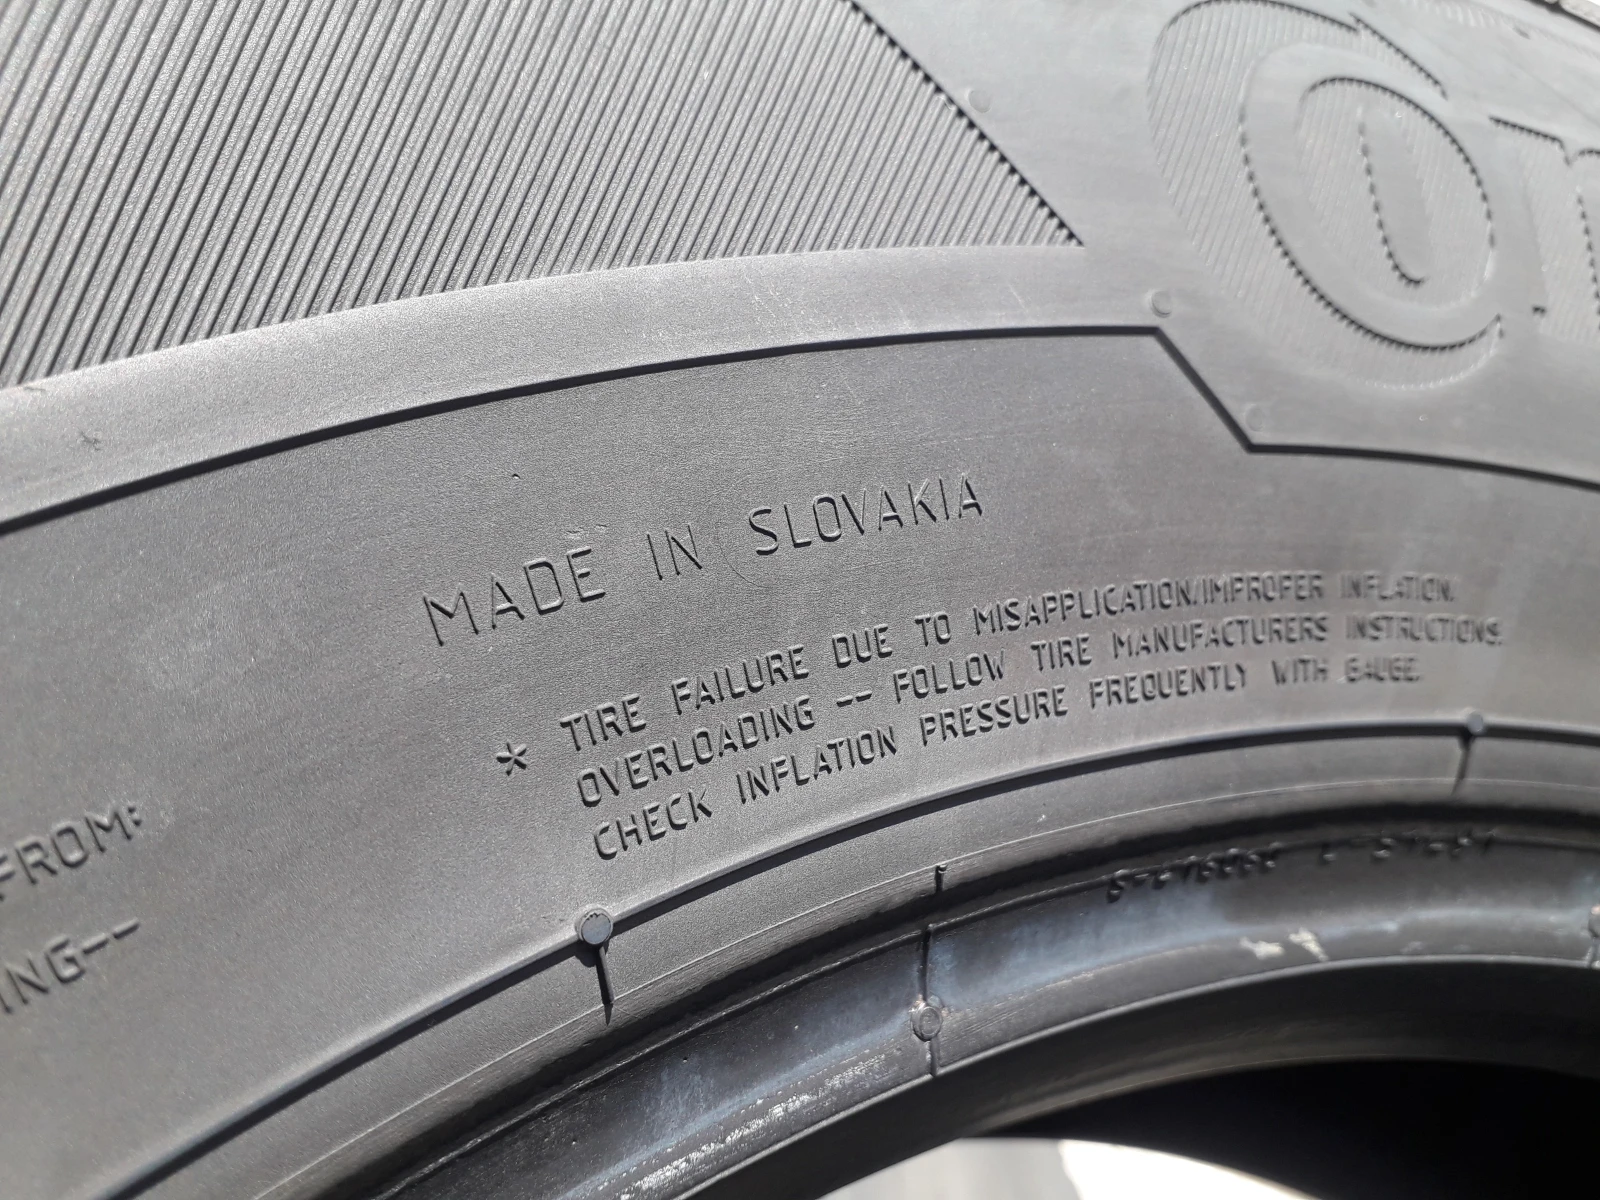 On
MADE IN SLOVAKIA
* TIRE FAILURE DUE TO MISAPPLICATION/IMPROPER INFLATION,
OVERLOADING -- FOLLOW TIRE MANUFACTURERS INSTRUCTIONS.
CHECK INFLATION PRESSURE FREQUENTLY WITH GAUGE.
FROM:
ING--